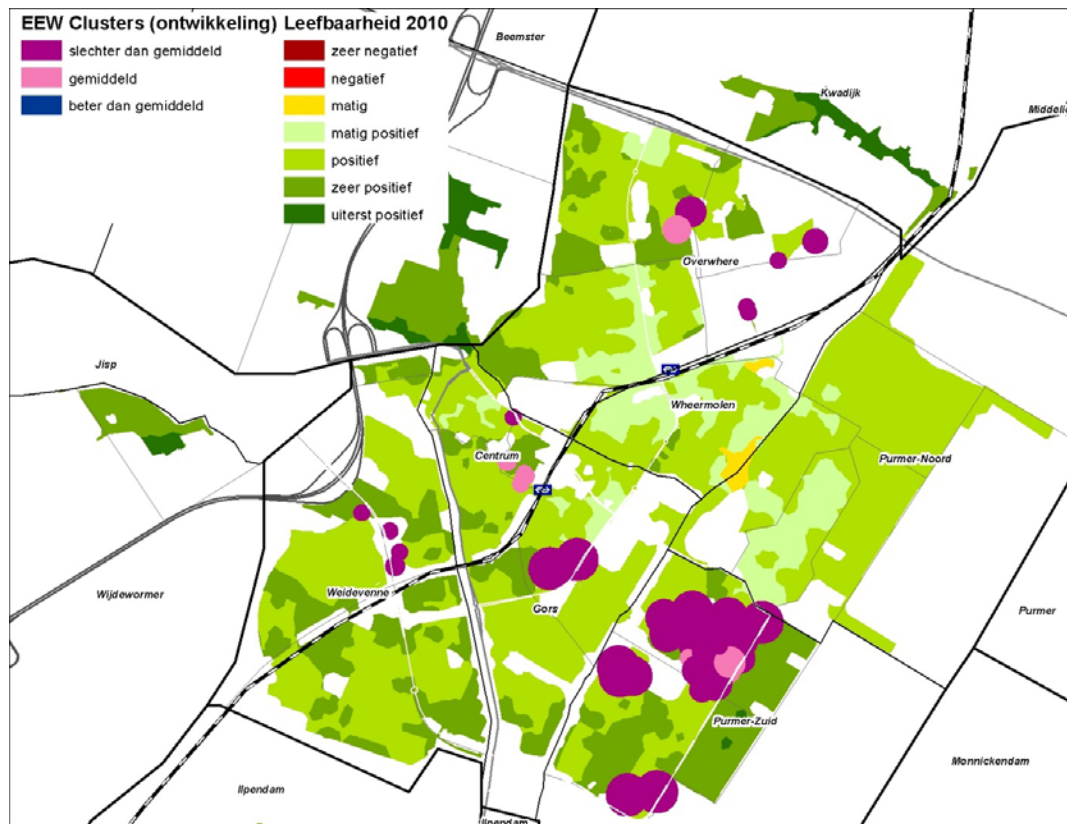 EEW Clusters (ontwikkeling)
slechter dan gemiddeld
gemiddeld
beter dan gemiddeld
Leefbaarheid 2010
zeer negatief
negatief
matig
matig positief
positief
zeer positief
uiterst positief
Beemster
Kwadijk
Overwhere
Jisp
Wheermolen
Centrum
Purmer-Noord
Weidevenne
Wijdewormer
Gors
Purmer
Purmer-Zuid
Monnickendam
Ilpendam
Ilpendam